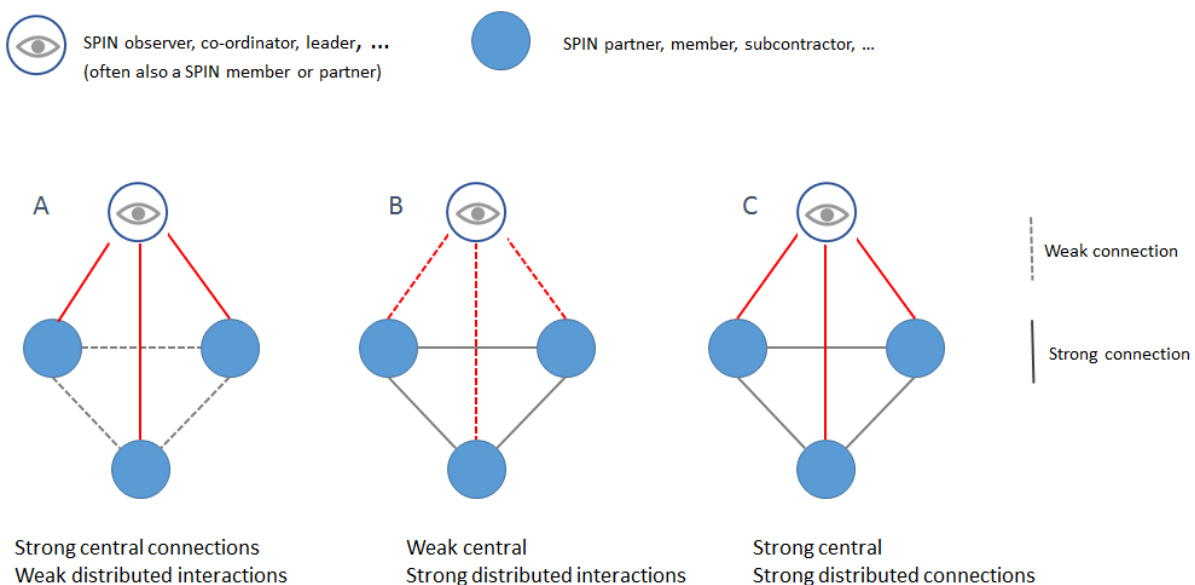 SPIN observer, co-ordinator, leader, ...
(often also a SPIN member or partner)
SPIN partner, member, subcontractor, ...
A
B
C
Weak connection
Strong connection
Strong central connections
Weak distributed interactions
Weak central
Strong distributed interactions
Strong central
Strong distributed connections